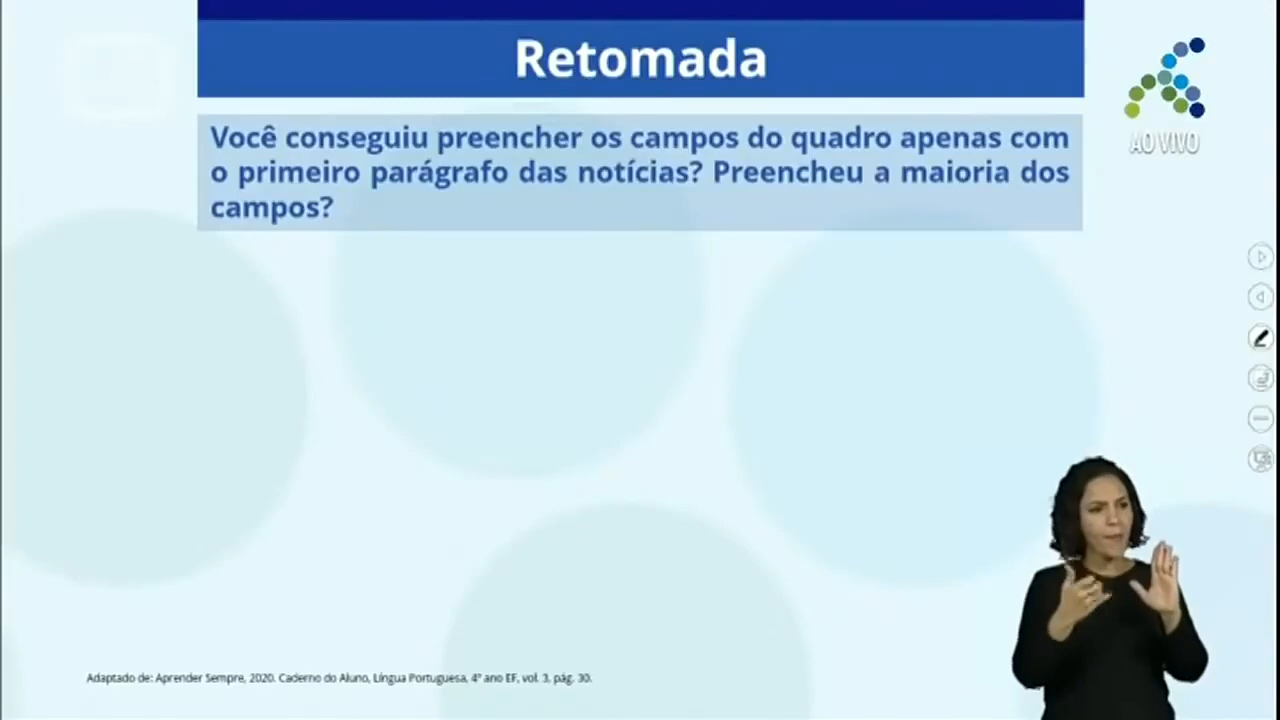 Retomada
AO VIVO
Você conseguiu preencher os campos do quadro apenas com
o primeiro parágrafo das notícias? Preencheu a maioria dos
campos?
Adaptado de: Aprender Sempre, 2020. Caderno do Aluno, Língua Portuguesa, 4º ano EF, vol. 3, pág. 30.